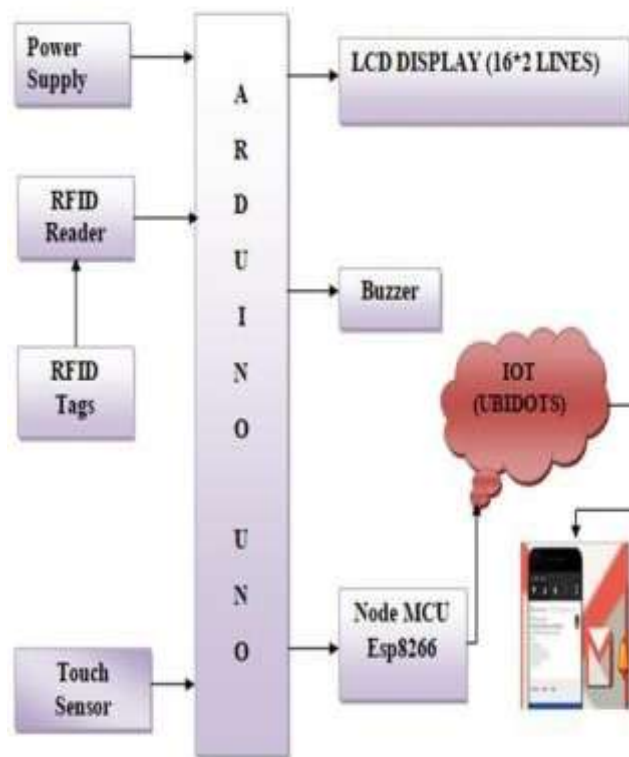 Power
Supply
RFID
Reader
RFID
Tags
Touch
Sensor
A
R
D
U
I
N
O
U
N
O
LCD DISPLAY (16*2 LINES)
Buzzer
IOT
(UBIDOTS)
Node MCU
Esp8266